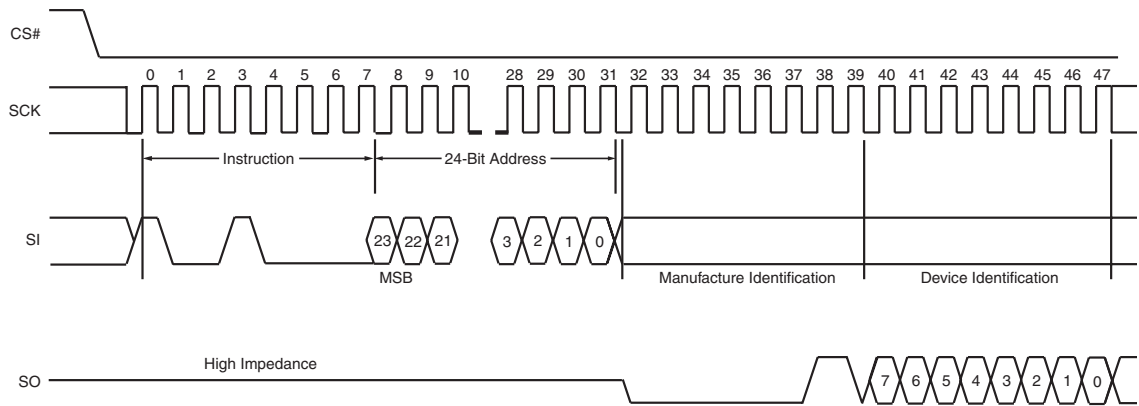 CS#
0 1 2 3 4 5 6 7 8 9 10 28 29 30 31 32 33 34 35 36 37 38 39 40 41 42 43 44 45 46 47
SCK
Instruction 24-Bit Address
SI 23 22 21 3 2 1 0
MSB Manufacture Identification Device Identification
High Impedance
SO 7 6 5 4 3 2 1 0